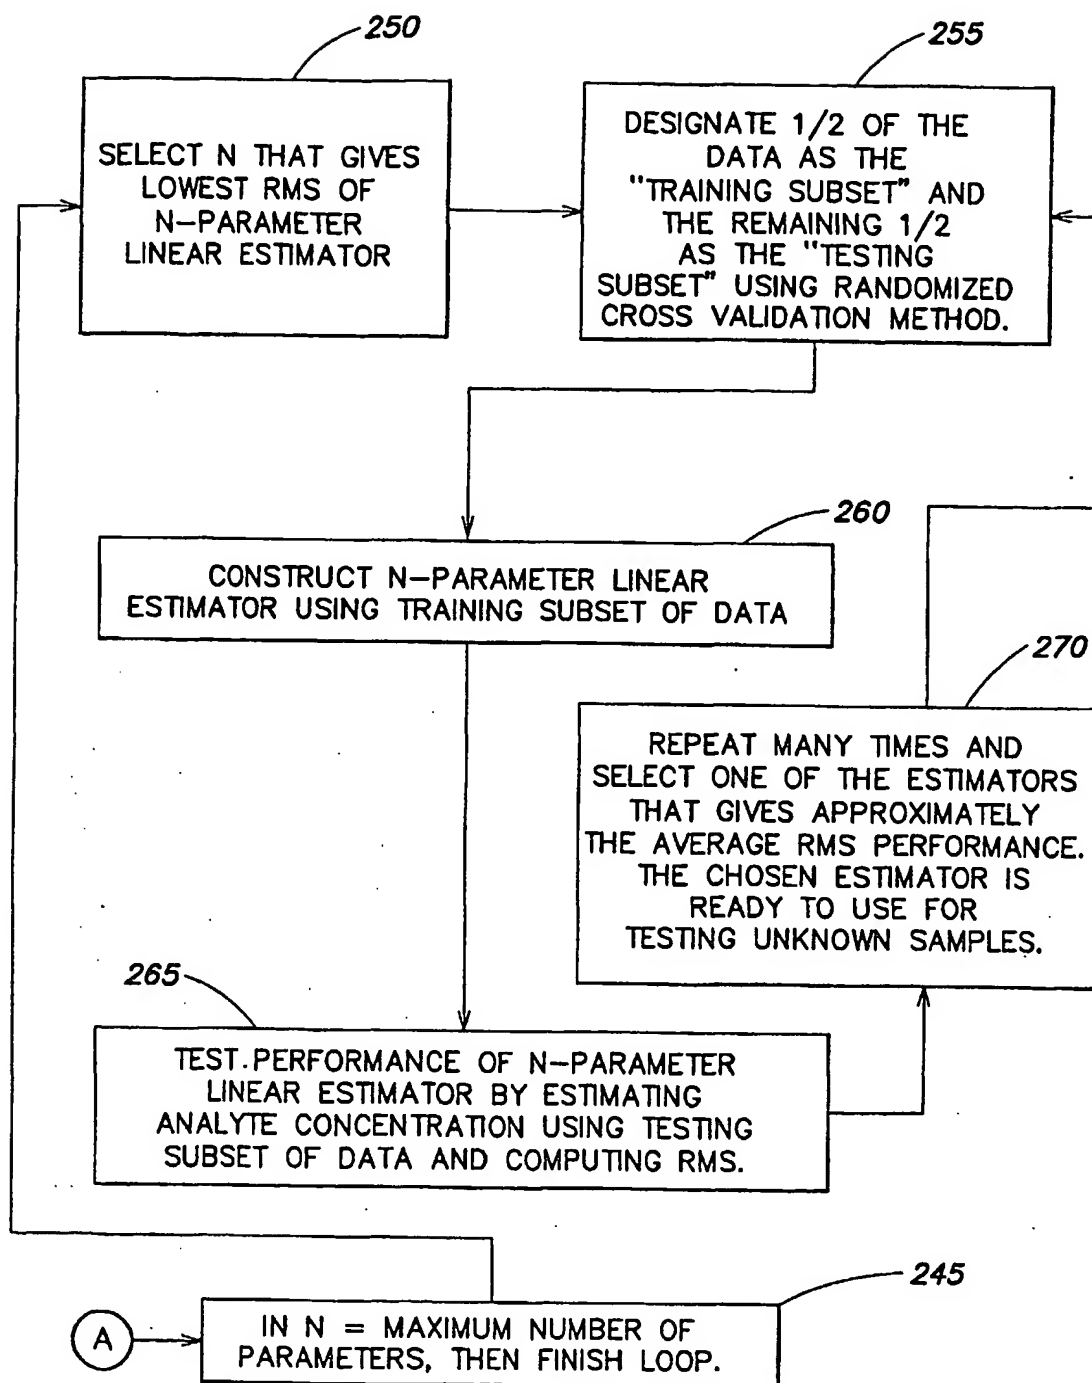 250
SELECT N THAT GIVES
LOWEST RMS OF
N-PARAMETER
LINEAR ESTIMATOR
255
DESIGNATE 1/2 OF THE
DATA AS THE
"TRAINING SUBSET" AND
THE REMAINING 1/2
AS THE "TESTING
SUBSET" USING RANDOMIZED
CROSS VALIDATION METHOD.
260
CONSTRUCT N-PARAMETER LINEAR
ESTIMATOR USING TRAINING SUBSET OF DATA
270
REPEAT MANY TIMES AND
SELECT ONE OF THE ESTIMATORS
THAT GIVES APPROXIMATELY
THE AVERAGE RMS PERFORMANCE.
THE CHOSEN ESTIMATOR IS
READY TO USE FOR
TESTING UNKNOWN SAMPLES.
265
TEST PERFORMANCE OF N-PARAMETER
LINEAR ESTIMATOR BY ESTIMATING
ANALYTE CONCENTRATION USING TESTING
SUBSET OF DATA AND COMPUTING RMS.
245
A
IN N = MAXIMUM NUMBER OF
PARAMETERS, THEN FINISH LOOP.